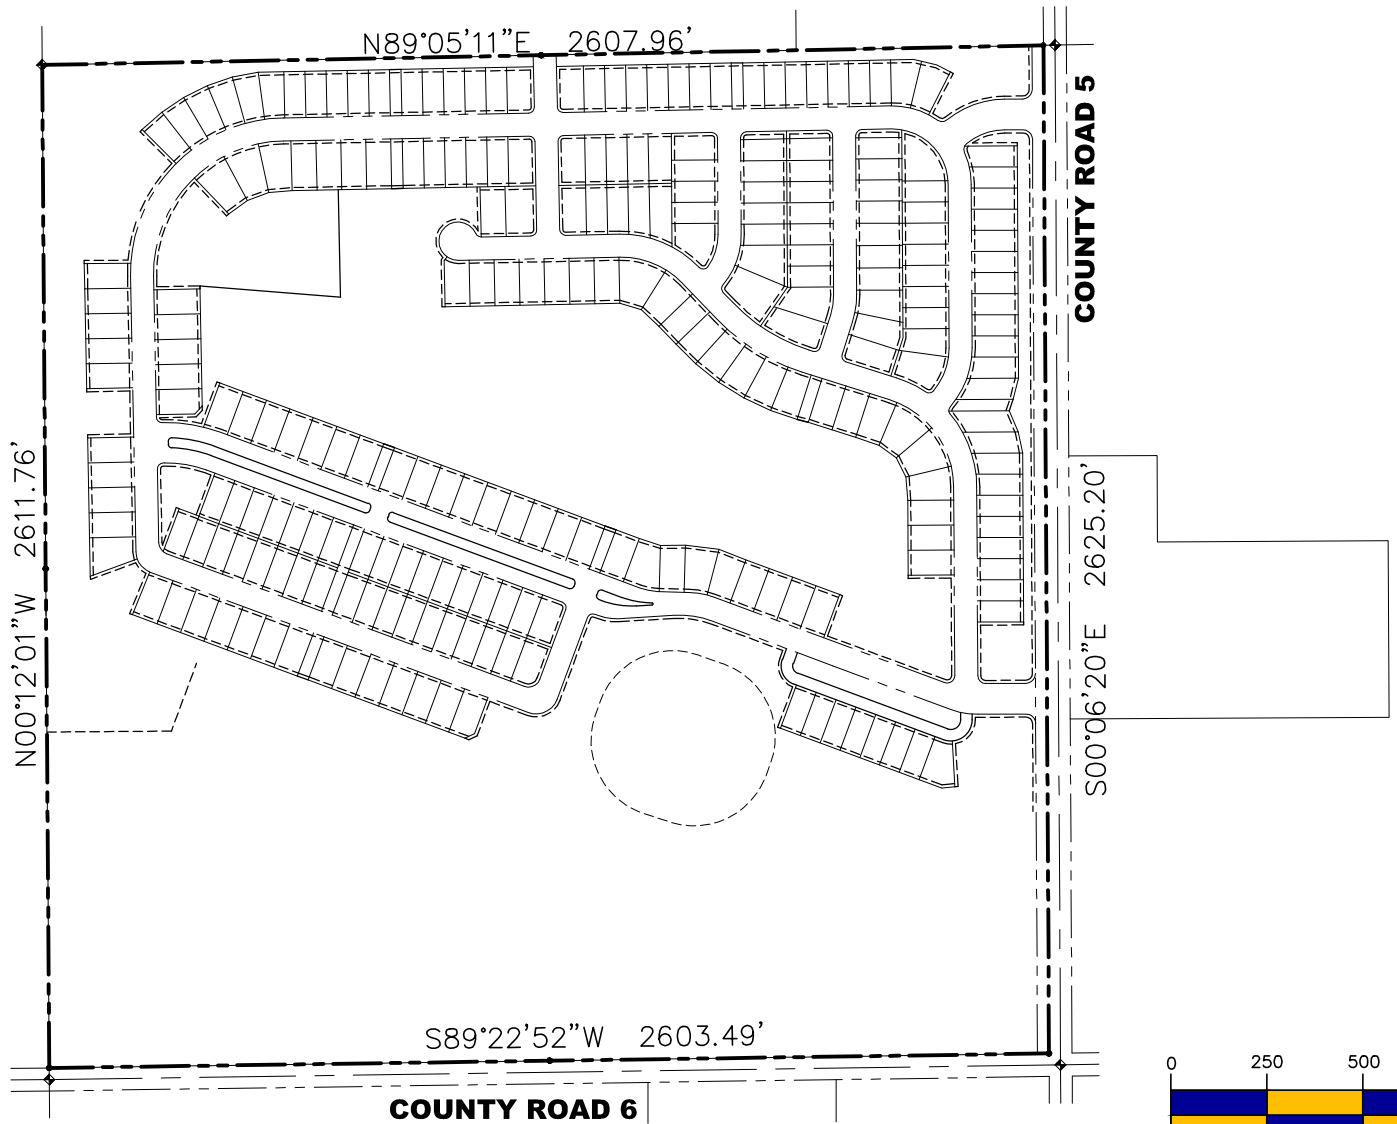 N89°05'11"E 2607.96'
COUNTY ROAD 5
N00°12'01"W 2611.76'
S00°06'20"E 2625.20'
S89°22'52"W 2603.49'
COUNTY ROAD 6
0 250 500